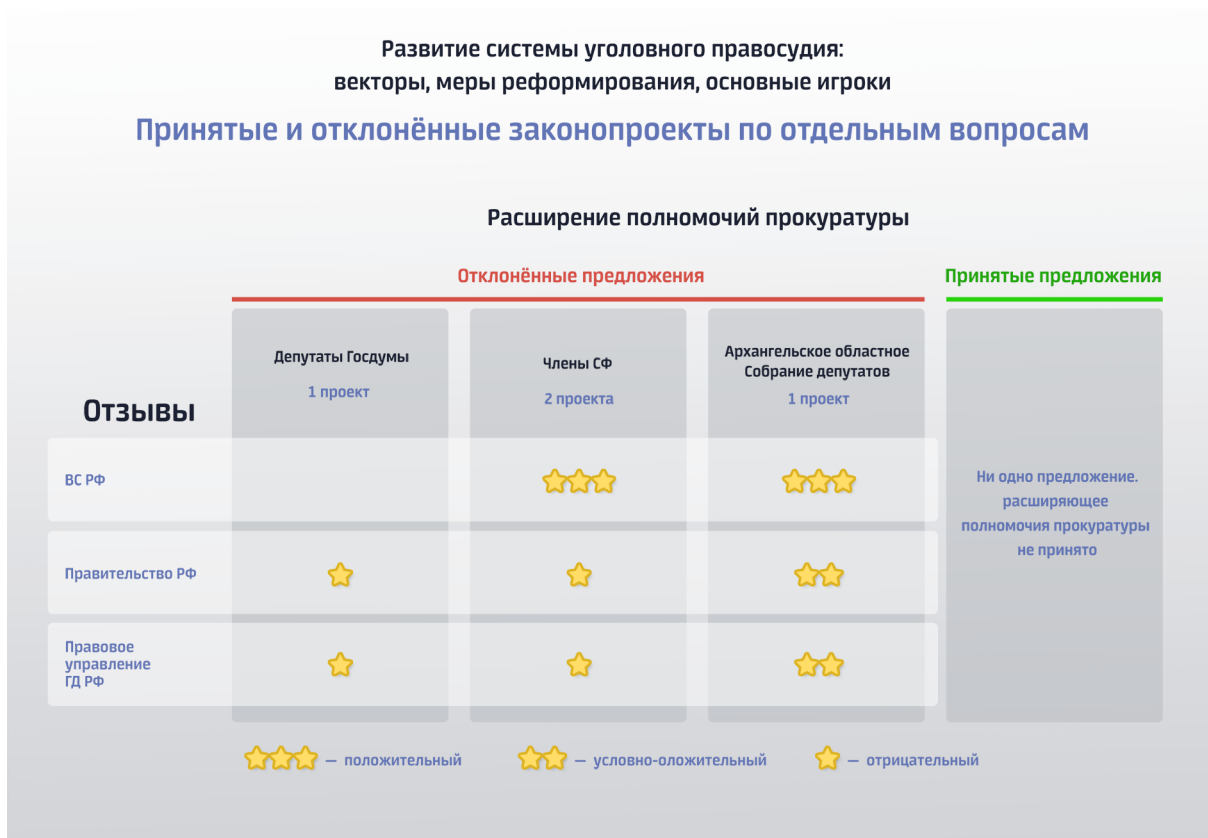 Развитие системы уголовного правосудия:
векторы, меры реформирования, основные игроки
Принятые и отклонённые законопроекты по отдельным вопросам
Расширение полномочий прокуратуры
Отклонённые предложения
Принятые предложения
Отзывы
Депутаты Госдумы
1 проект
Члены СФ
2 проекта
Архангельское областное
Собрание депутатов
1 проект
ВС РФ
Правительство РФ
Правовое
управление
ГД РФ
Ни одно предложение.
расширяющее
полномочия прокуратуры
не принято
— положительный
— условно-оложительный
— отрицательный